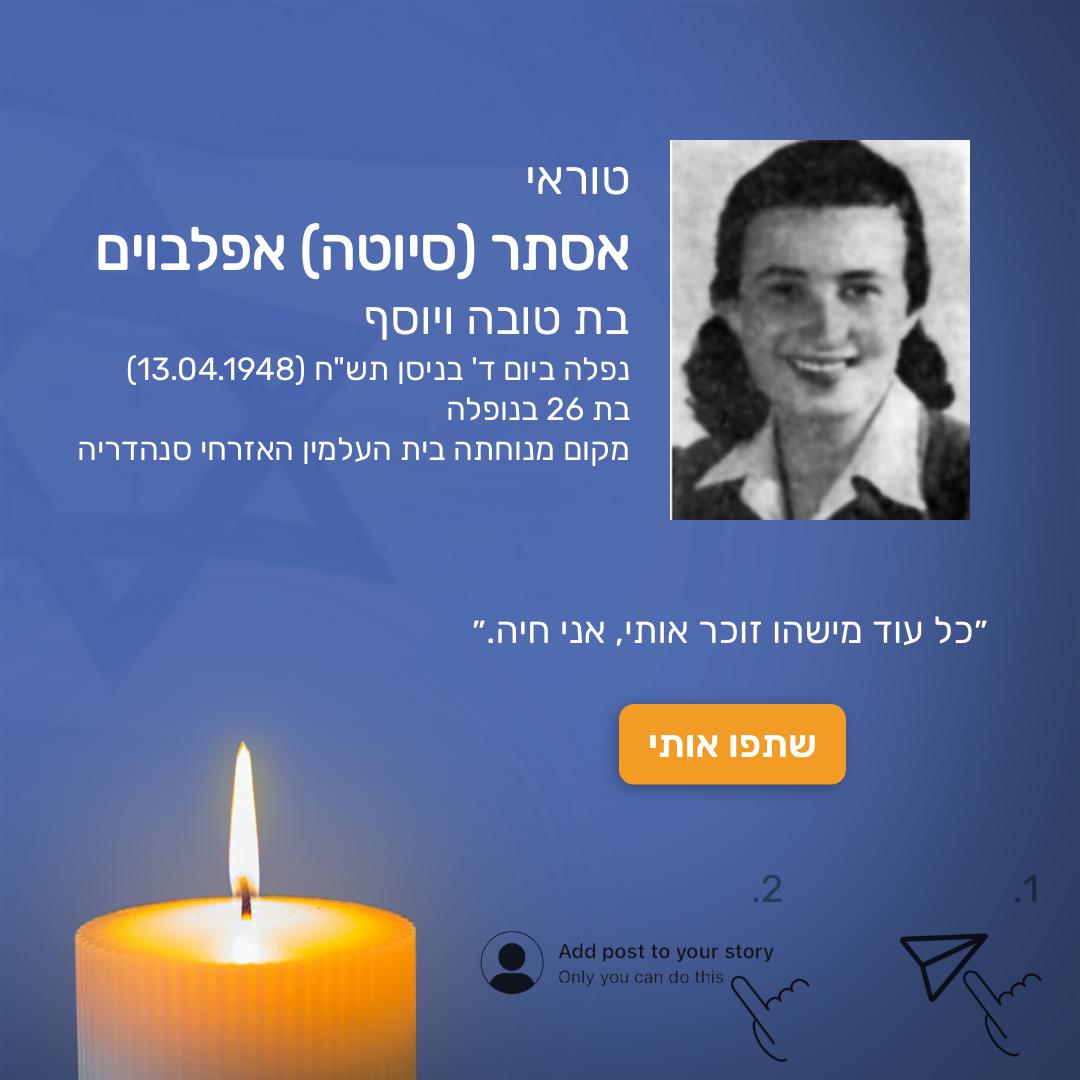 טוראי
אסתר (סיוטה) אפלבוים
בת טובה ויוסף
נפלה ביום ד' בניסן תש"ח (13.04.1948)
בת 26 בנופלה
מקום מנוחתה בית העלמין האזרחי סנהדריה
״כל עוד מישהו זוכר אותי, אני חיה.״
שתפו אותי
1.
2.
Add post to your story
Only you can do this